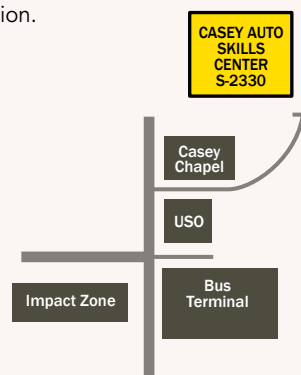 ion.
CASEY AUTO
SKILLS
CENTER
S-2330
Casey
Chapel
USO
Impact Zone
Bus
Terminal